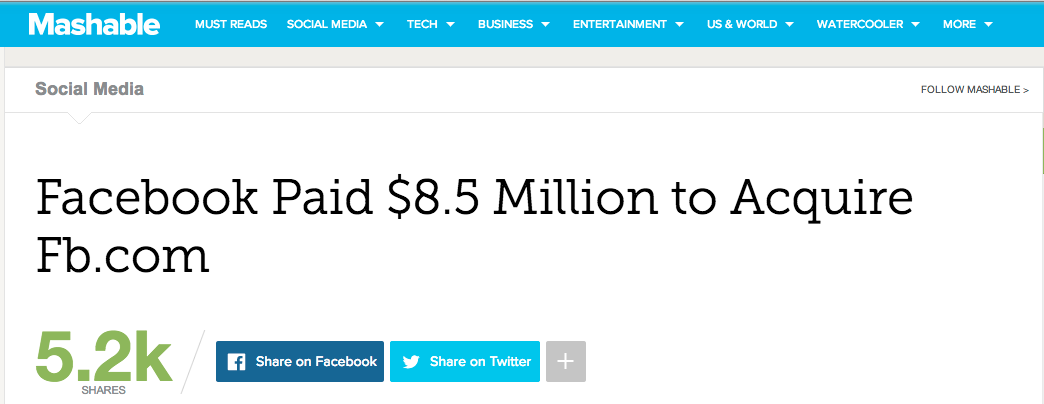 Mashable MUST READS SOCIAL MEDIA TECH BUSINESS ENTERTAINMENT US & WORLD WATERCOOLER MORE
Social Media FOLLOW MASHABLE >
Facebook Paid $8.5 Million to Acquire
Fb.com
5.2k
SHARES
Share on Facebook Share on Twitter +